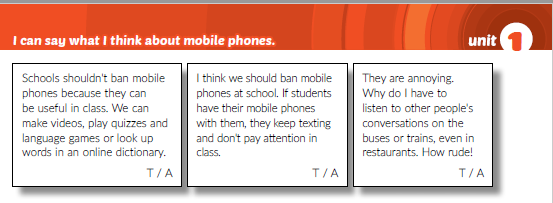 I can say what I think about mobile phones.
unit 1
Schools shouldn't ban mobile
phones because they can
be useful in class. We can
make videos, play quizzes and
language games or look up
words in an online dictionary.
T / A
I think we should ban mobile
phones at school. If students
have their mobile phones
with them, they keep texting
and don't pay attention in
class.
T / A
They are annoying.
Why do I have to
listen to other people's
conversations on the
buses or trains, even in
restaurants. How rude!
T / A